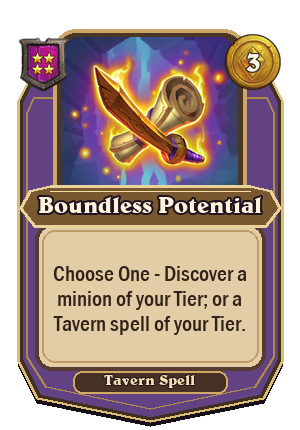 3
Boundless Potential
Choose One - Discover a
minion of your Tier; or a
Tavern spell of your Tier.
Tavern Spell